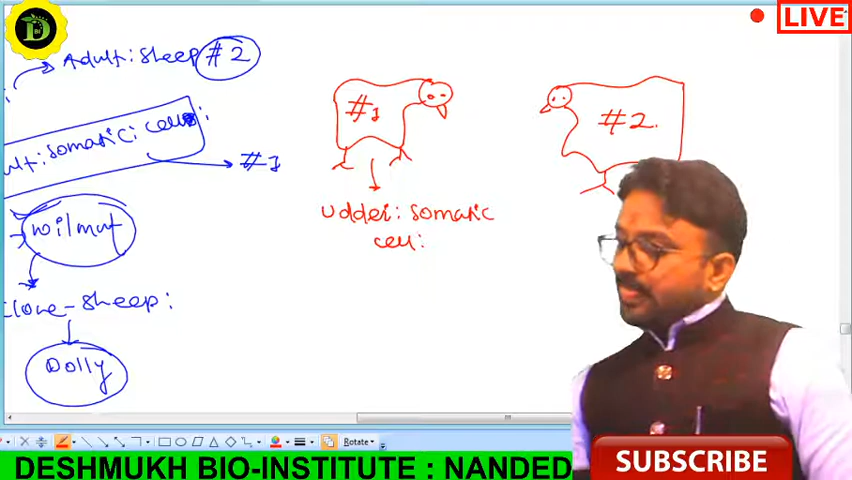 LIVE
Adult: Sheep #2
#1
#2.
ult: Somatic: cell :
#1
Wilmut
Udder: Somatic
cell:
Clone - Sheep:
Dolly
Rotate
DESHMUKH BIO-INSTITUTE : NANDED
SUBSCRIBE